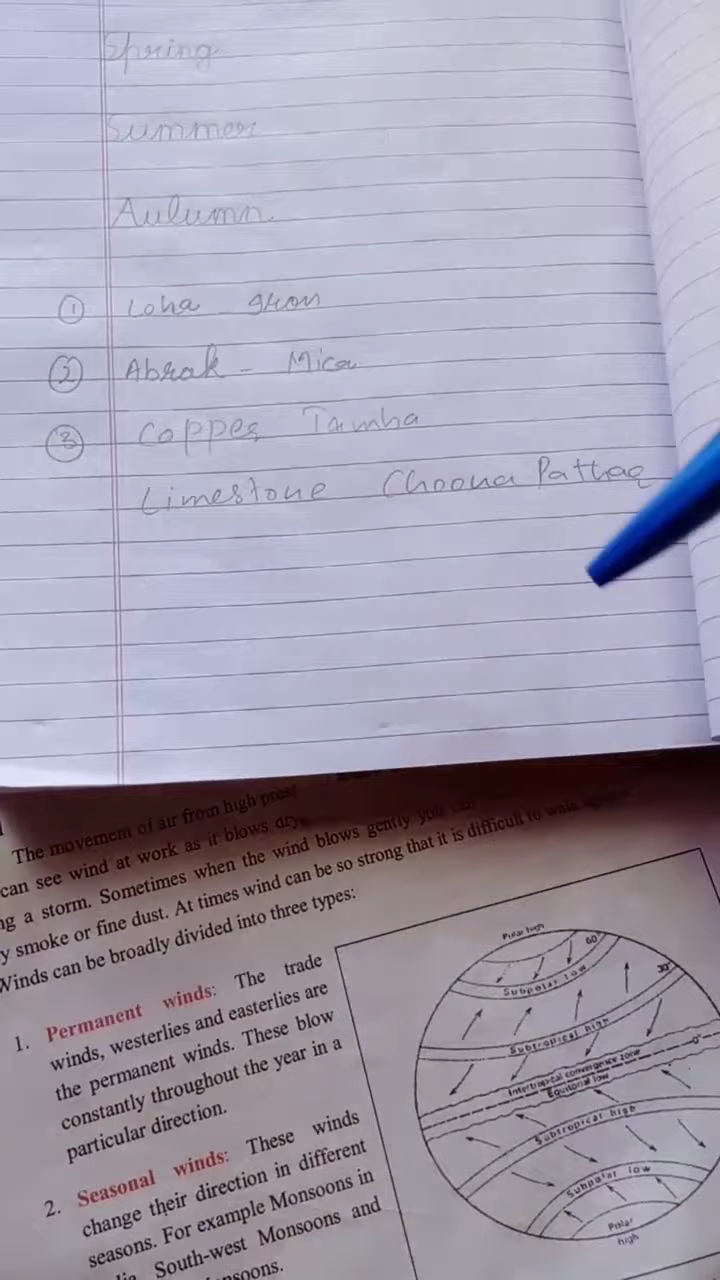 Spring
Summer
Autumn
① Loha Iron
② Abrak - Mica
③ Copper Tamba
Limestone Choona Patthar
The movement of air from high press
can see wind at work as it blows dry
ng a storm. Sometimes when the wind blows gently you can
y smoke or fine dust. At times wind can be so strong that it is difficult to walk
Winds can be broadly divided into three types:
1. Permanent winds: The trade
winds, westerlies and easterlies are
the permanent winds. These blow
constantly throughout the year in a
particular direction.
2. Seasonal winds: These winds
change their direction in different
seasons. For example Monsoons in
South-west Monsoons and
nsoons.
Polar high
60°
Subpolar low
30°
Subtropical high
0°
Intertropical convergence zone
Equitorial low
Subtropical high
Subpolar low
Polar
high